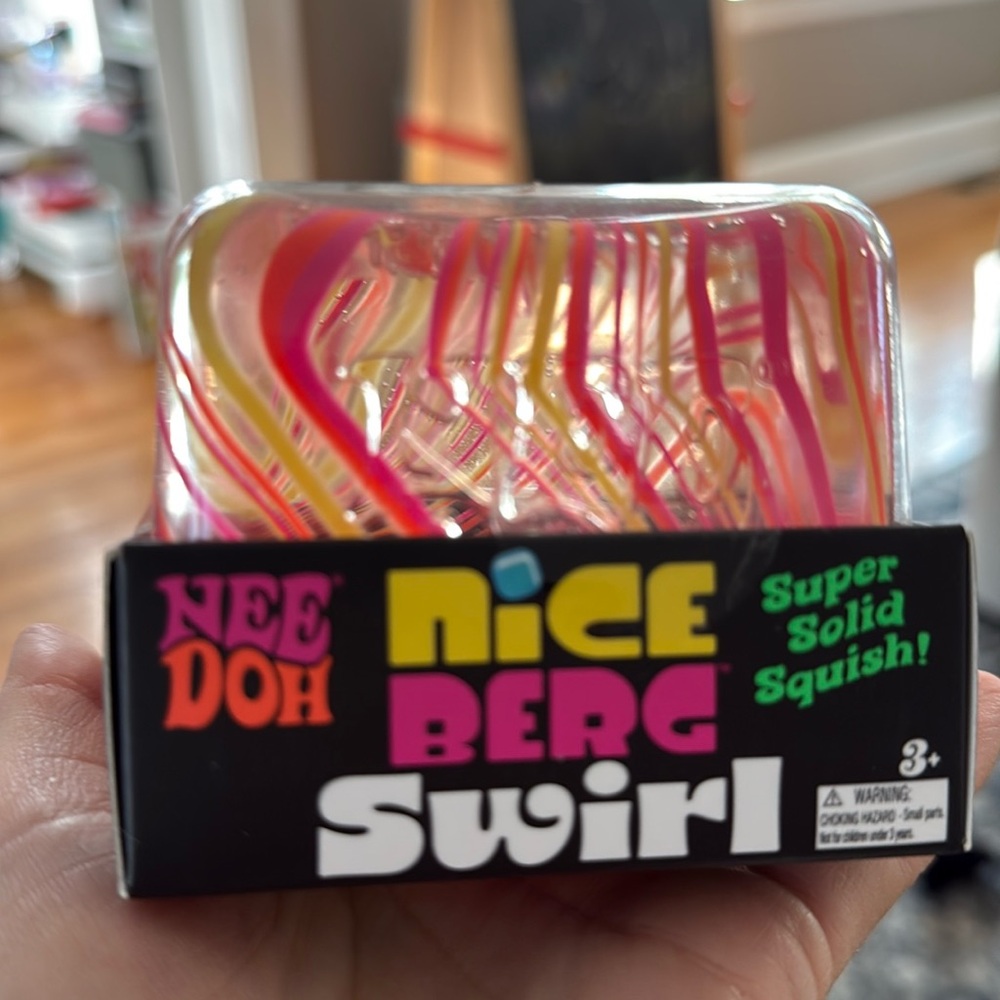 NEE
DOH
NiCE
BERG™
Swirl
Super
Solid
Squish!
3+
⚠ WARNING:
CHOKING HAZARD - Small parts.
Not for children under 3 years.